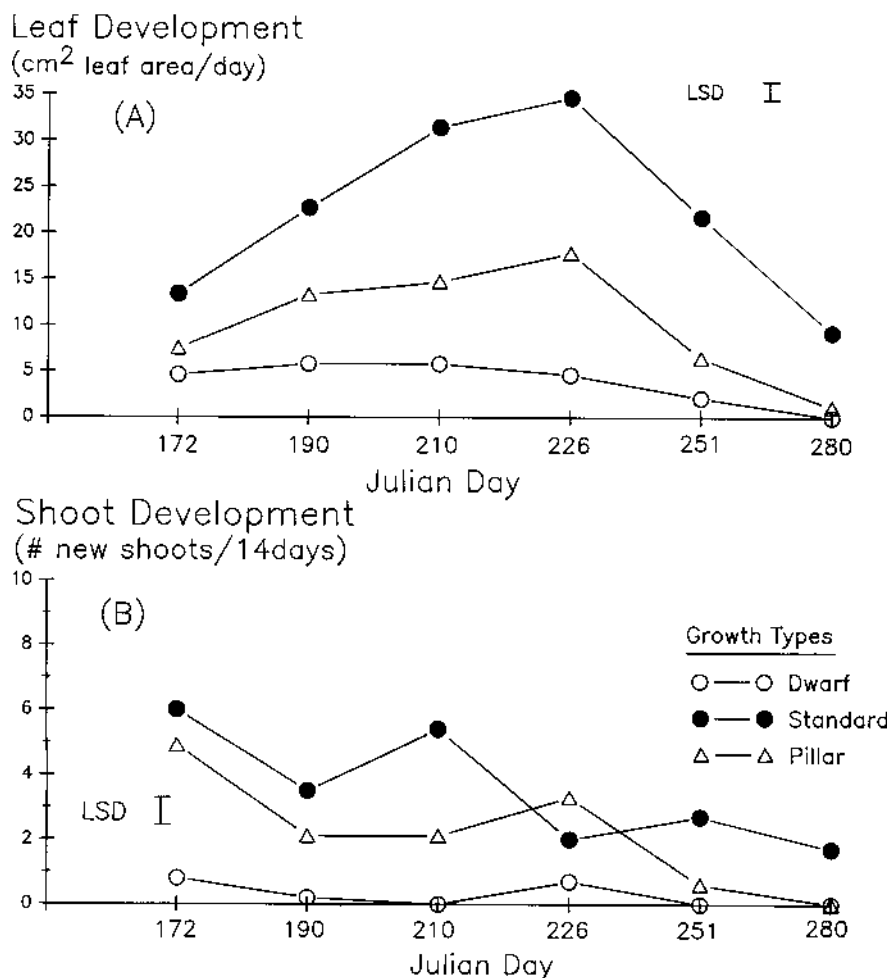 Leaf Development
(cm² leaf area/day)
35
30
25
20
15
10
5
0
(A)
LSD
172 190 210 226 251 280
Julian Day
Shoot Development
(# new shoots/14days)
10
8
6
4
2
0
(B)
LSD
Growth Types
Dwarf
Standard
Pillar
172 190 210 226 251 280
Julian Day